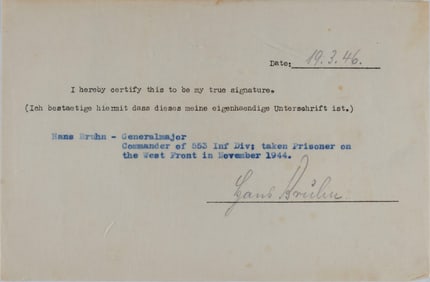 Date: 19.3.46.
I hereby certify this to be my true signature.
(Ich bestaetige hiermit dass dieses meine eigenhaendige Unterschrift ist.)
Hans Bruhn - Generalmajor
Commander of 553 Inf Div; taken Prisoner on
the West Front in November 1944.
Hans Bruhn